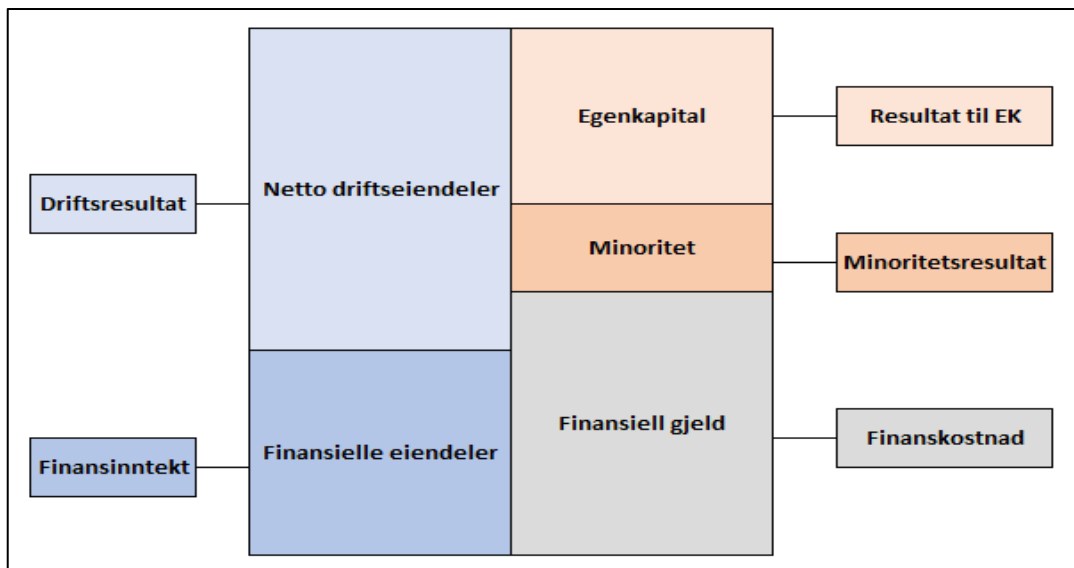 Egenkapital
Resultat til EK
Netto driftseiendeler
Driftsresultat
Minoritet
Minoritetsresultat
Finansiell gjeld
Finanskostnad
Finansielle eiendeler
Finansinntekt